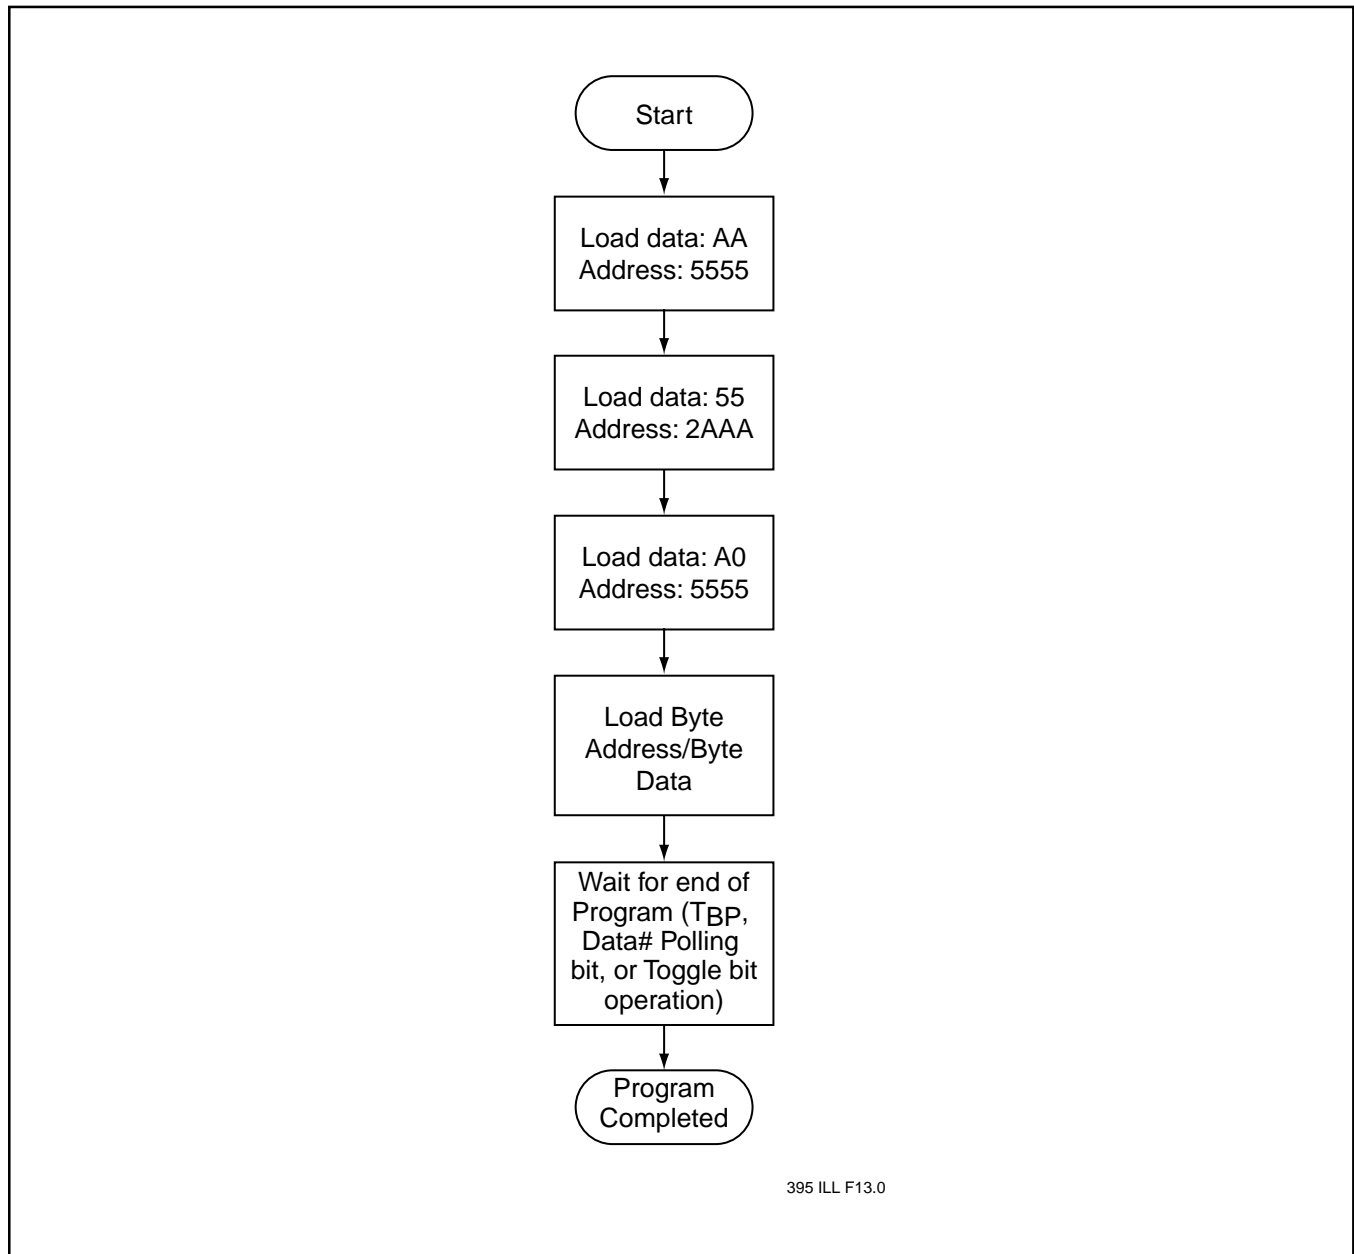 Start
Load data: AA
Address: 5555
Load data: 55
Address: 2AAA
Load data: A0
Address: 5555
Load Byte
Address/Byte
Data
Wait for end of
Program (TBP,
Data# Polling
bit, or Toggle bit
operation)
Program
Completed
395 ILL F13.0